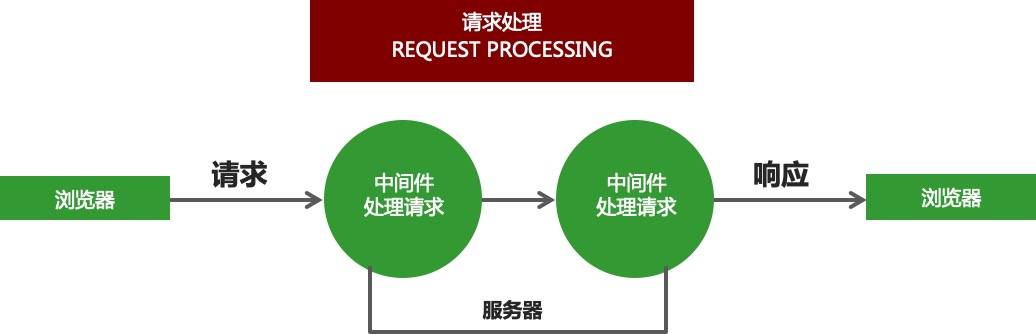 请求处理
REQUEST PROCESSING
请求
响应
浏览器
中间件
处理请求
中间件
处理请求
浏览器
服务器